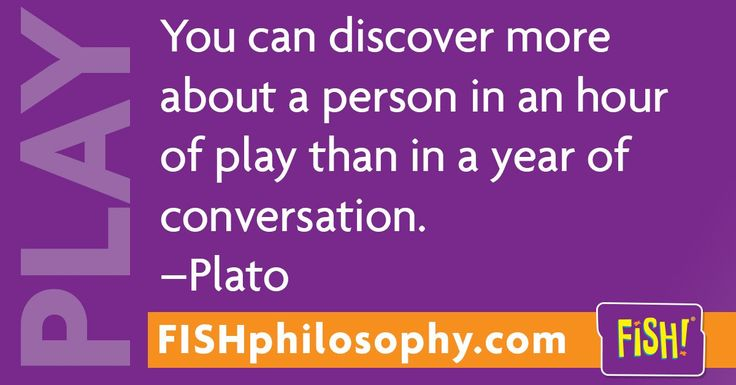 PLAY
You can discover more
about a person in an hour
of play than in a year of
conversation.
–Plato
FISHphilosophy.com
FiSH!®